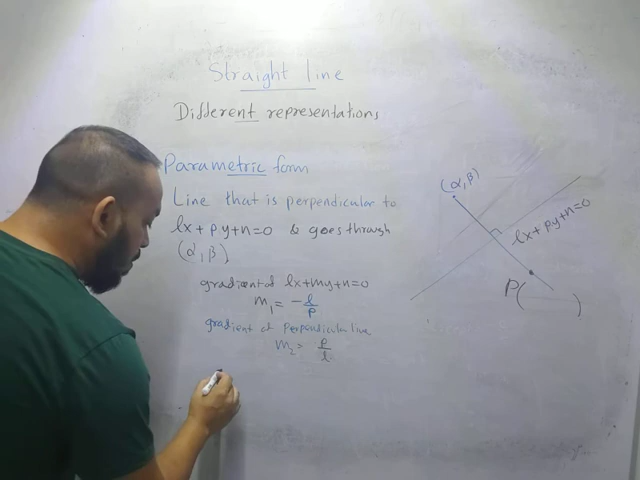 Straight line
Different representations
Parametric form
Line that is perpendicular to
lx + py + n = 0 & goes through
(α, β)
gradient of lx + my + n = 0
m₁ = - l/p
gradient of perpendicular line
m₂ = p/l
(α, β)
lx + py + n = 0
P( )